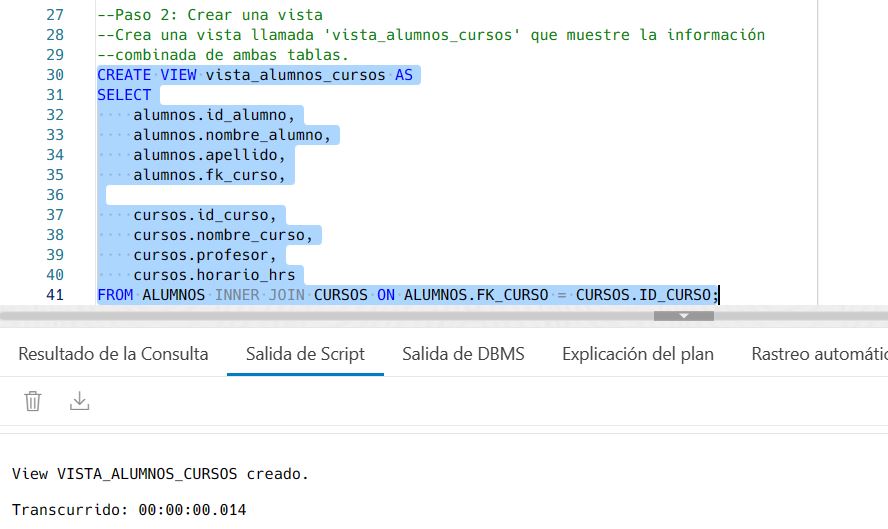 27 --Paso 2: Crear una vista
28 --Crea una vista llamada 'vista_alumnos_cursos' que muestre la información
29 --combinada de ambas tablas.
30 CREATE VIEW vista_alumnos_cursos AS
31 SELECT
32 alumnos.id_alumno,
33 alumnos.nombre_alumno,
34 alumnos.apellido,
35 alumnos.fk_curso,
36
37 cursos.id_curso,
38 cursos.nombre_curso,
39 cursos.profesor,
40 cursos.horario_hrs
41 FROM ALUMNOS INNER JOIN CURSOS ON ALUMNOS.FK_CURSO = CURSOS.ID_CURSO;
Resultado de la Consulta Salida de Script Salida de DBMS Explicación del plan Rastreo automátic
View VISTA_ALUMNOS_CURSOS creado.
Transcurrido: 00:00:00.014